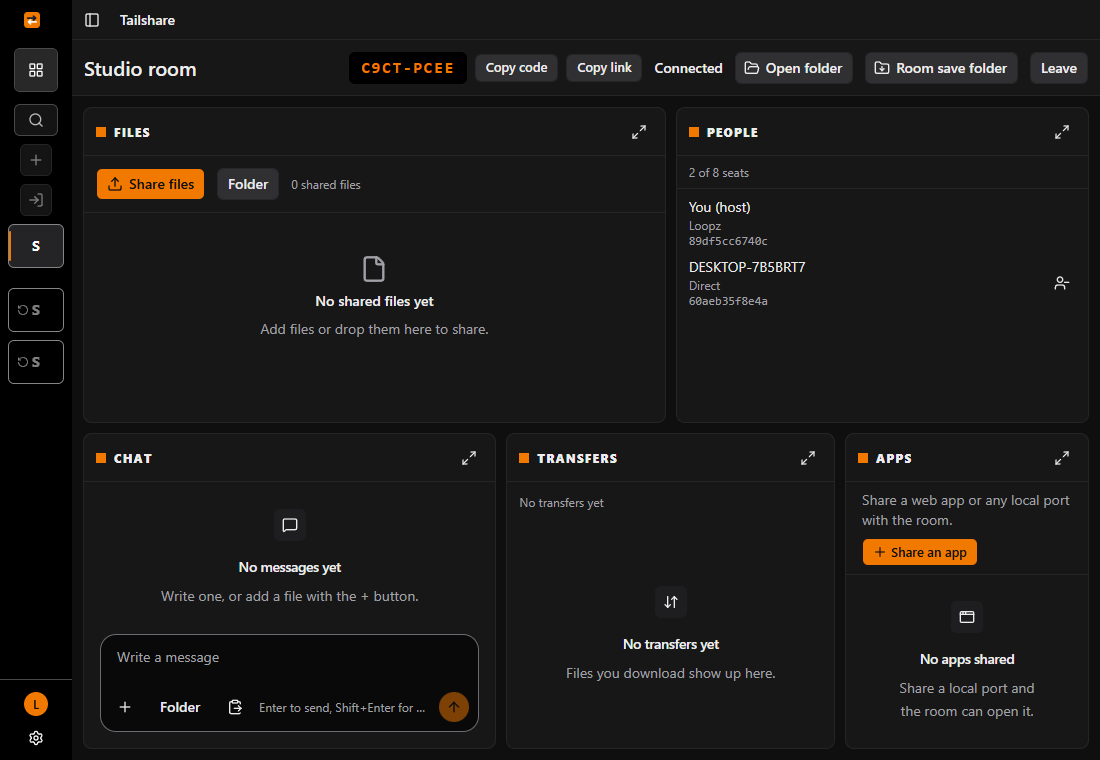 Tailshare
Studio room
C9CT-PCEE
Copy code
Copy link
Connected
Open folder
Room save folder
Leave
S
S
S
L
FILES
Share files
Folder
0 shared files
No shared files yet
Add files or drop them here to share.
PEOPLE
2 of 8 seats
You (host)
Loopz
89df5cc6740c
DESKTOP-7B5BRT7
Direct
60aeb35f8e4a
CHAT
No messages yet
Write one, or add a file with the + button.
Write a message
Folder
Enter to send, Shift+Enter for ...
TRANSFERS
No transfers yet
No transfers yet
Files you download show up here.
APPS
Share a web app or any local port
with the room.
+ Share an app
No apps shared
Share a local port and
the room can open it.